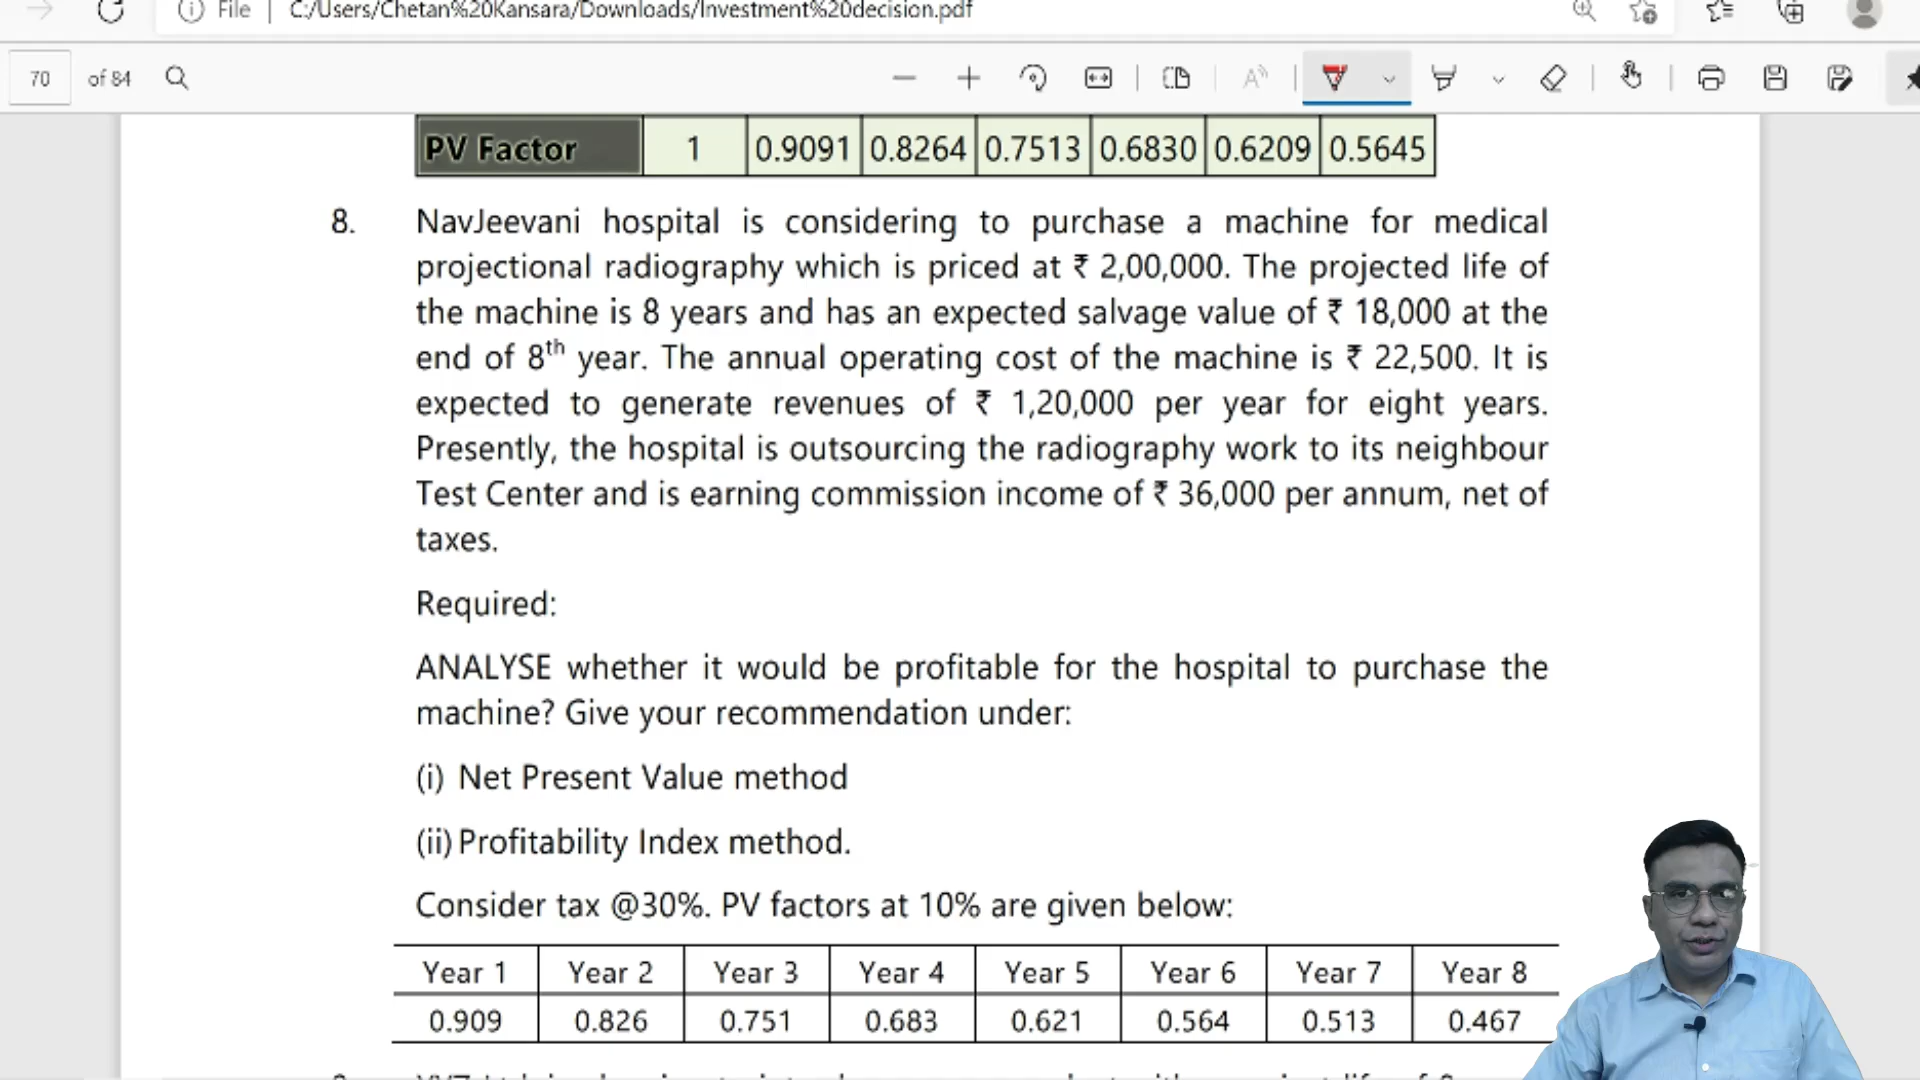 File | C:/Users/Chetan%20Kansara/Downloads/Investment%20decision.pdf
70 of 84
PV Factor 1 0.9091 0.8264 0.7513 0.6830 0.6209 0.5645
8. NavJeevani hospital is considering to purchase a machine for medical
projectional radiography which is priced at ₹ 2,00,000. The projected life of
the machine is 8 years and has an expected salvage value of ₹ 18,000 at the
end of 8th year. The annual operating cost of the machine is ₹ 22,500. It is
expected to generate revenues of ₹ 1,20,000 per year for eight years.
Presently, the hospital is outsourcing the radiography work to its neighbour
Test Center and is earning commission income of ₹ 36,000 per annum, net of
taxes.
Required:
ANALYSE whether it would be profitable for the hospital to purchase the
machine? Give your recommendation under:
(i) Net Present Value method
(ii) Profitability Index method.
Consider tax @30%. PV factors at 10% are given below:
Year 1 Year 2 Year 3 Year 4 Year 5 Year 6 Year 7 Year 8
0.909 0.826 0.751 0.683 0.621 0.564 0.513 0.467